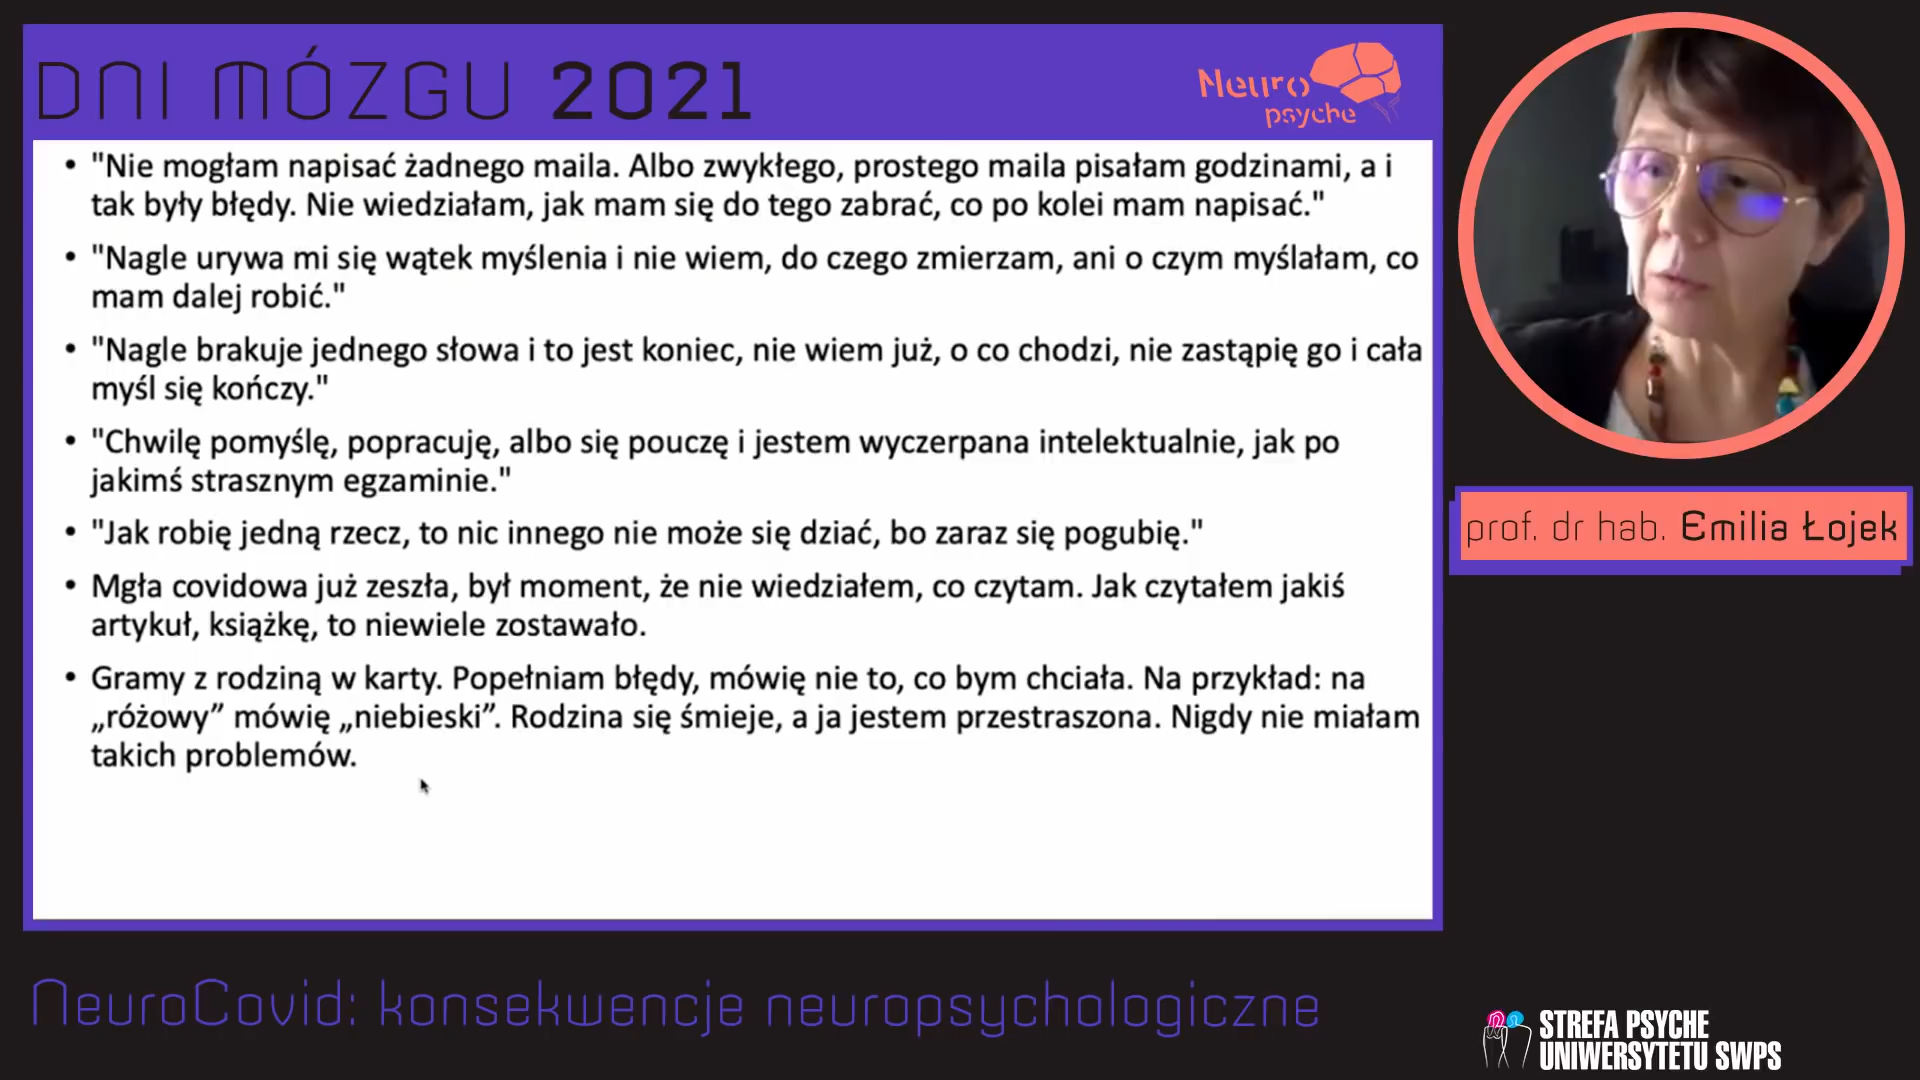 DNI MÓZGU 2021
Neuro
psyche
• "Nie mogłam napisać żadnego maila. Albo zwykłego, prostego maila pisałam godzinami, a i
tak były błędy. Nie wiedziałam, jak mam się do tego zabrać, co po kolei mam napisać."
• "Nagle urywa mi się wątek myślenia i nie wiem, do czego zmierzam, ani o czym myślałam, co
mam dalej robić."
• "Nagle brakuje jednego słowa i to jest koniec, nie wiem już, o co chodzi, nie zastąpię go i cała
myśl się kończy."
• "Chwilę pomyślę, popracuję, albo się pouczę i jestem wyczerpana intelektualnie, jak po
jakimś strasznym egzaminie."
• "Jak robię jedną rzecz, to nic innego nie może się dziać, bo zaraz się pogubię."
• Mgła covidowa już zeszła, był moment, że nie wiedziałem, co czytam. Jak czytałem jakiś
artykuł, książkę, to niewiele zostawało.
• Gramy z rodziną w karty. Popełniam błędy, mówię nie to, co bym chciała. Na przykład: na
„różowy” mówię „niebieski”. Rodzina się śmieje, a ja jestem przestraszona. Nigdy nie miałam
takich problemów.
prof. dr hab. Emilia Łojek
NeuroCovid: konsekwencje neuropsychologiczne
STREFA PSYCHE
UNIWERSYTETU SWPS